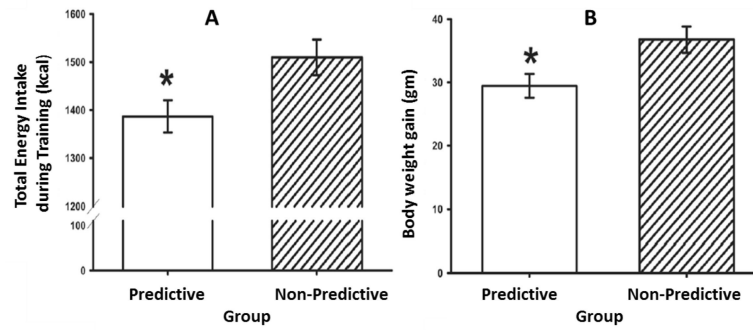 A
Total Energy Intake
during Training (kcal)
1600
1500
1400
1300
1200
100
0
*
Predictive
Non-Predictive
Group
B
Body weight gain (gm)
40
30
20
10
0
*
Predictive
Non-Predictive
Group